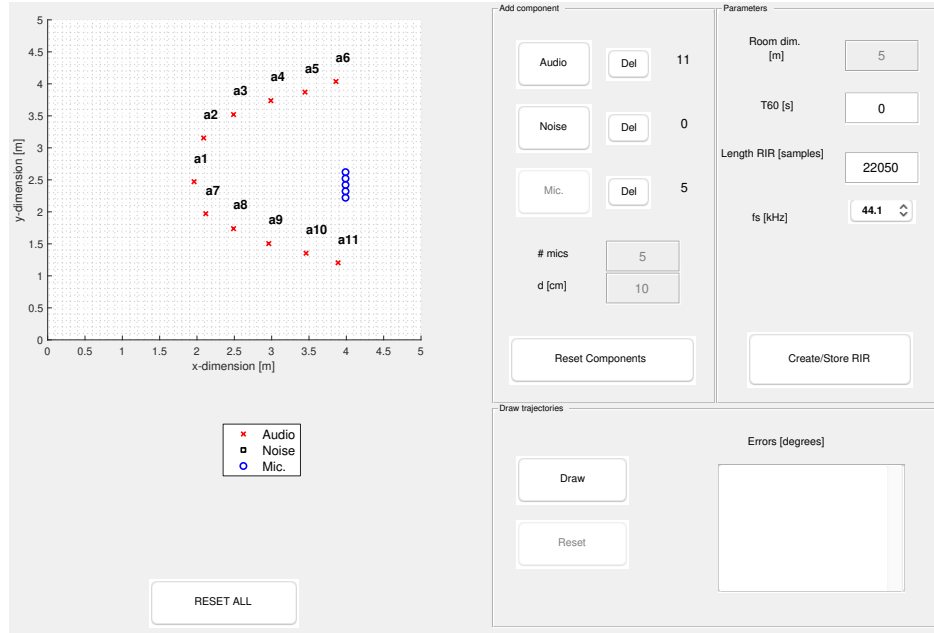 5
4.5
4
3.5
3
2.5
2
1.5
1
0.5
0
y-dimension [m]
a6
a5
a4
a3
a2
a1
a7
a8
a9
a10
a11
0 0.5 1 1.5 2 2.5 3 3.5 4 4.5 5
x-dimension [m]
Audio
Noise
Mic.
RESET ALL
Add component
Audio Del 11
Noise Del 0
Mic. Del 5
# mics 5
d [cm] 10
Reset Components
Parameters
Room dim.
[m] 5
T60 [s] 0
Length RIR [samples]
22050
fs [kHz] 44.1
Create/Store RIR
Draw trajectories
Draw
Reset
Errors [degrees]